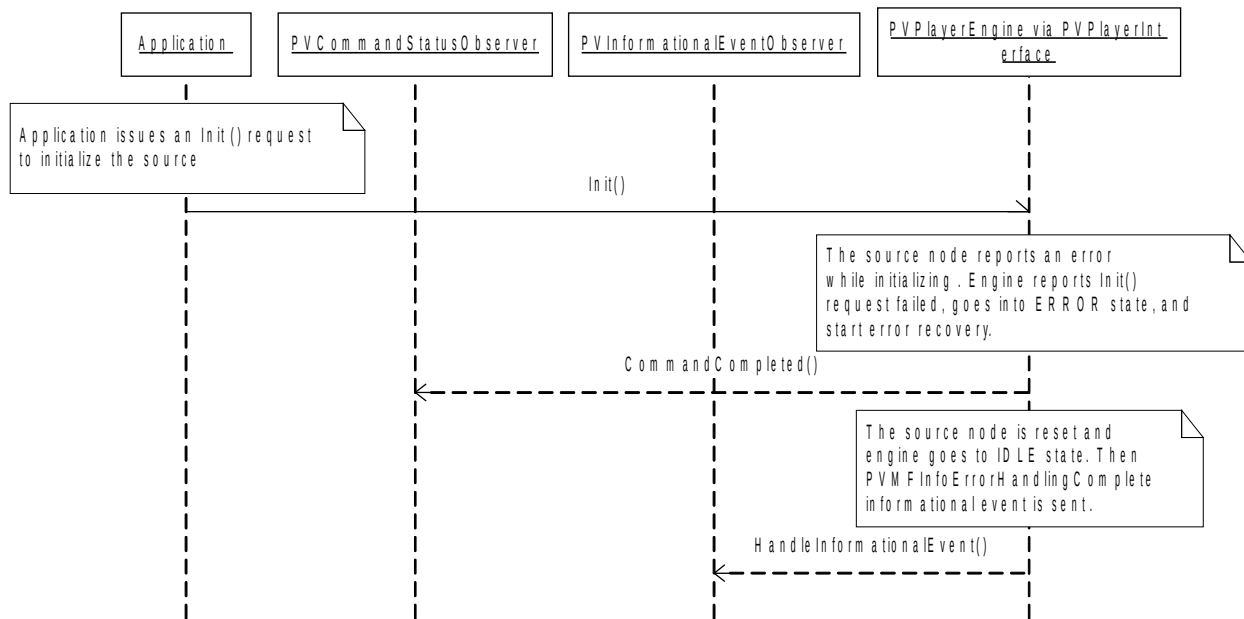 Application
PVCommandStatusObserver
PVInformationalEventObserver
PVPlayerEngine via PVPlayerInt
erface
Application issues an Init() request
to initialize the source
Init()
The source node reports an error
while initializing. Engine reports Init()
request failed, goes into ERROR state, and
start error recovery.
CommandCompleted()
The source node is reset and
engine goes to IDLE state. Then
PVMFInfoErrorHandlingComplete
informational event is sent.
HandleInformationalEvent()